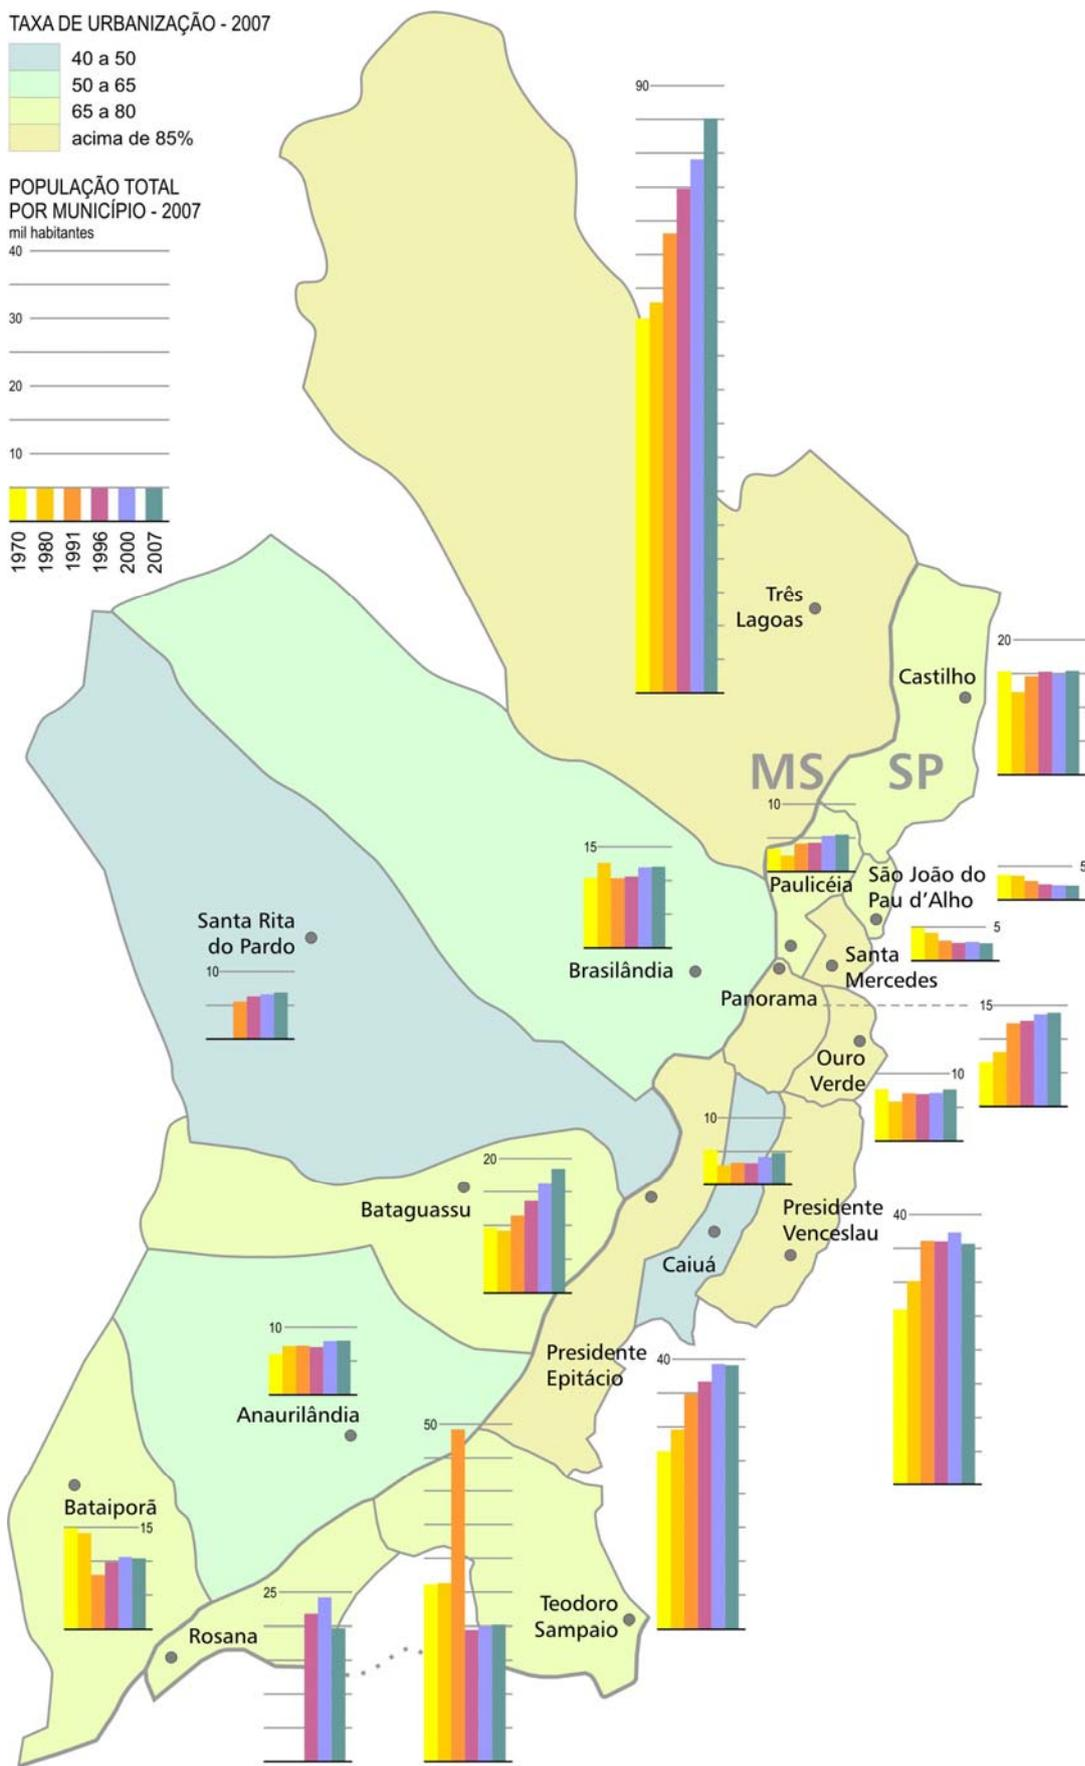 TAXA DE URBANIZAÇÃO - 2007
40 a 50
50 a 65
65 a 80
acima de 85%
POPULAÇÃO TOTAL
POR MUNICÍPIO - 2007
mil habitantes
40
30
20
10
1970
1980
1991
1996
2000
2007
90
Três
Lagoas
20
Castilho
MS
SP
10
Paulicéia
15
Brasilândia
São João do
Pau d'Alho
5
5
Santa
Mercedes
Santa Rita
do Pardo
10
Panorama
15
Ouro
Verde
10
10
20
Bataguassu
Presidente
Venceslau
40
Caiuá
10
Anaurilândia
Presidente
Epitácio
40
50
Bataiporã
15
25
Rosana
Teodoro
Sampaio